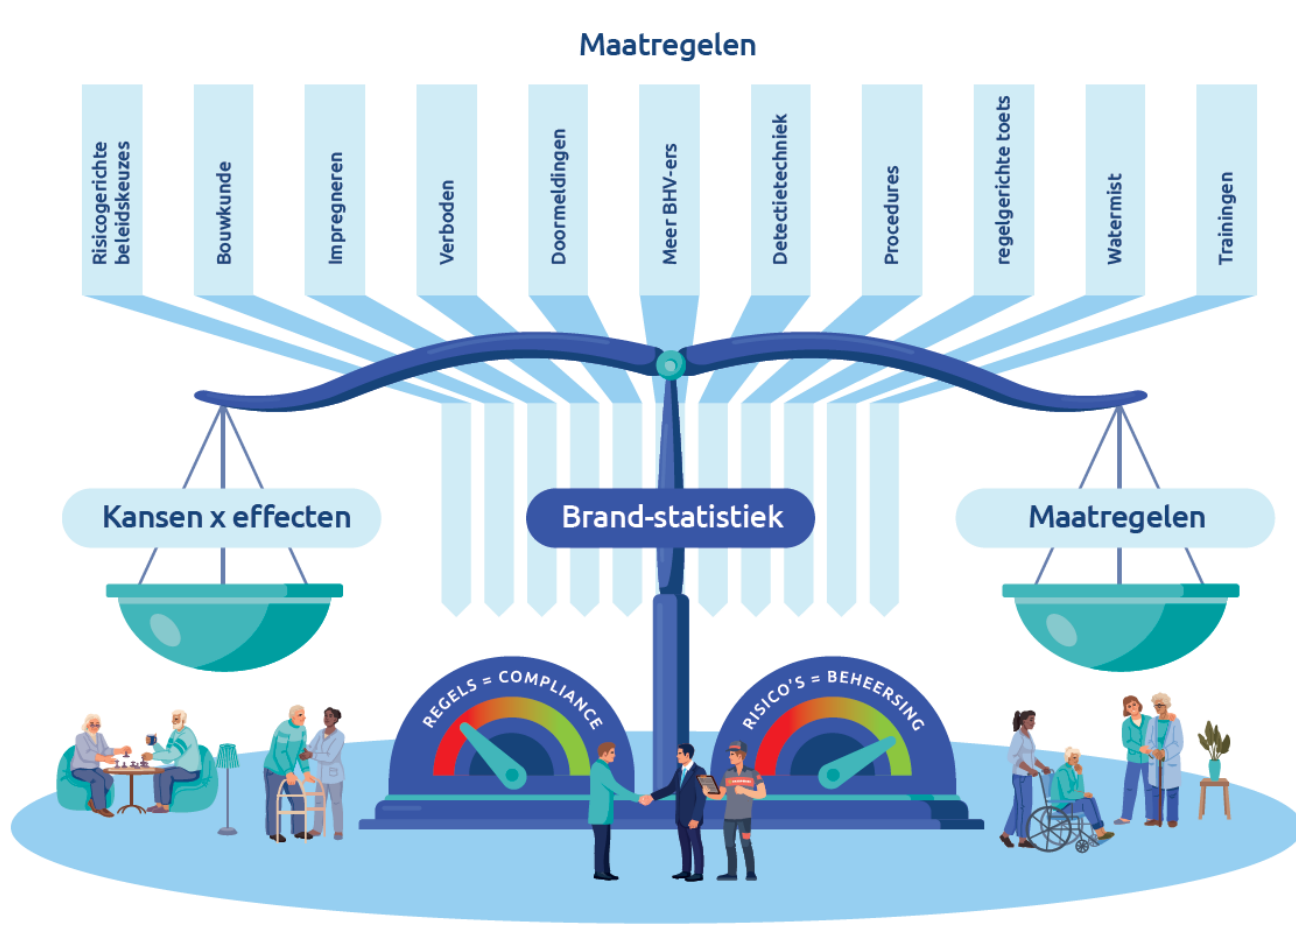 Maatregelen
Risicogerichte
beleidskeuzes
Bouwkunde
Impregneren
Verboden
Doormeldingen
Meer BHV-ers
Detectietechniek
Procedures
regelgerichte toets
Watermist
Trainingen
Kansen x effecten
Brand-statistiek
Maatregelen
REGELS = COMPLIANCE
RISICO'S = BEHEERSING